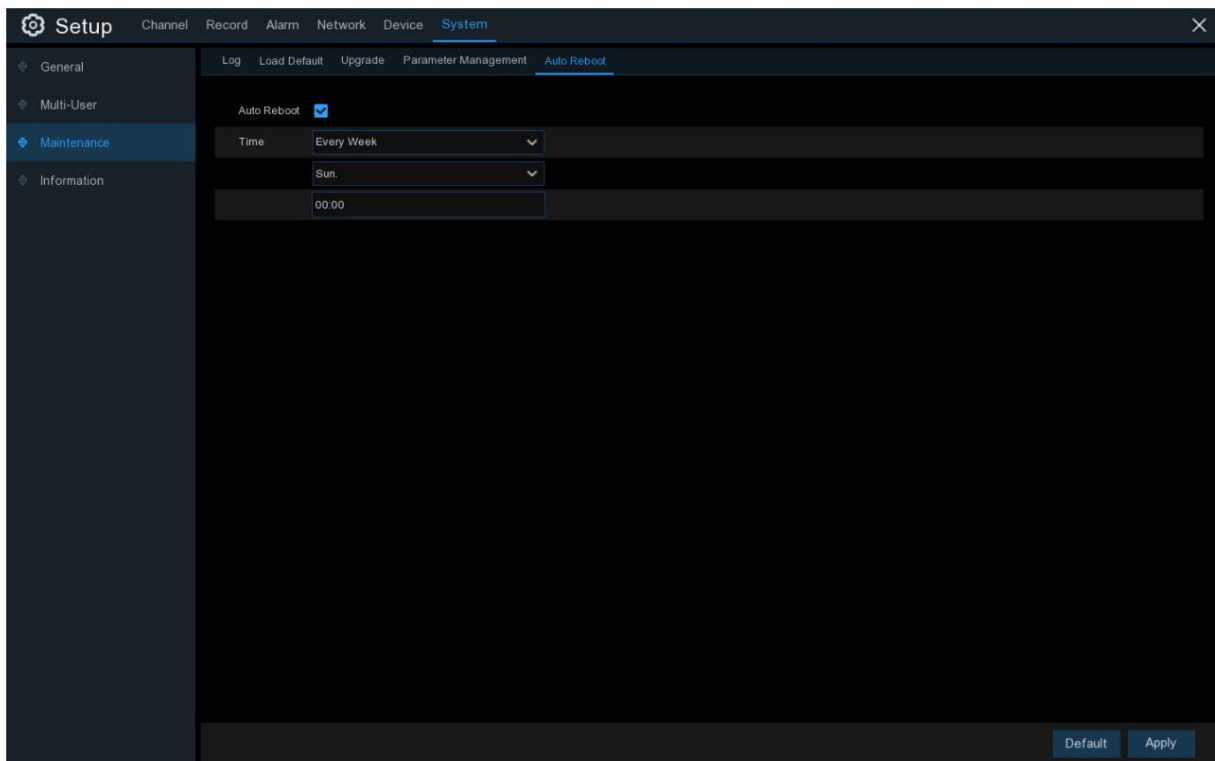 Setup Channel Record Alarm Network Device System
General
Multi-User
Maintenance
Information
Log Load Default Upgrade Parameter Management Auto Reboot
Auto Reboot
Time Every Week
Sun.
00:00
Default Apply